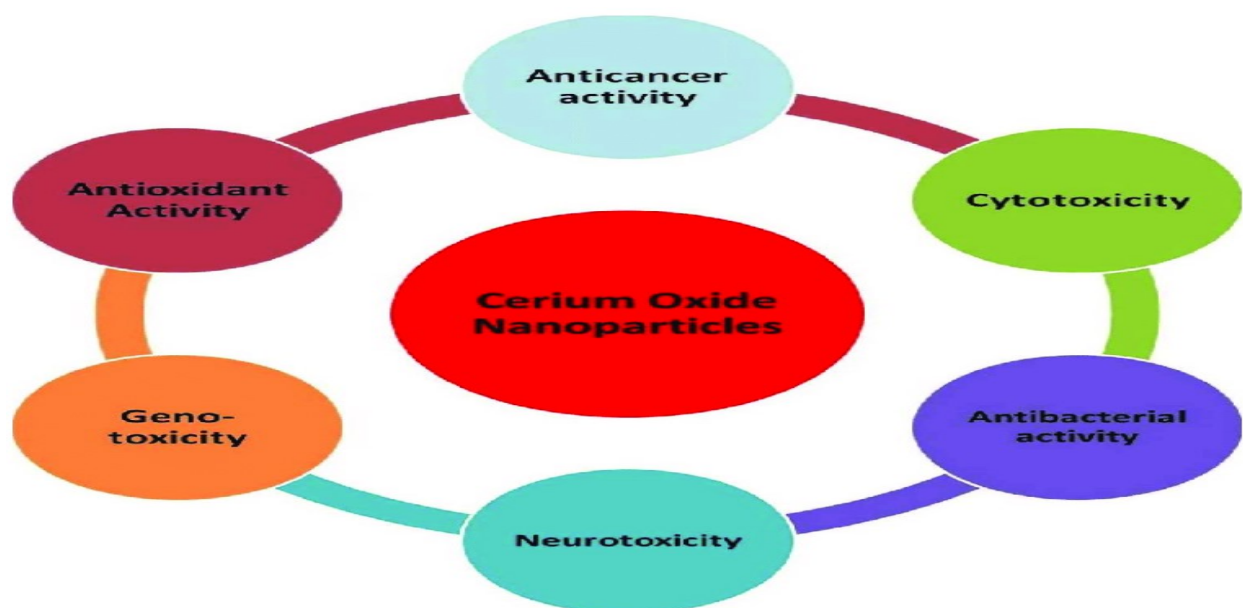 Anticancer
activity
Antioxidant
Activity
Cytotoxicity
Cerium Oxide
Nanoparticles
Geno-
toxicity
Antibacterial
activity
Neurotoxicity